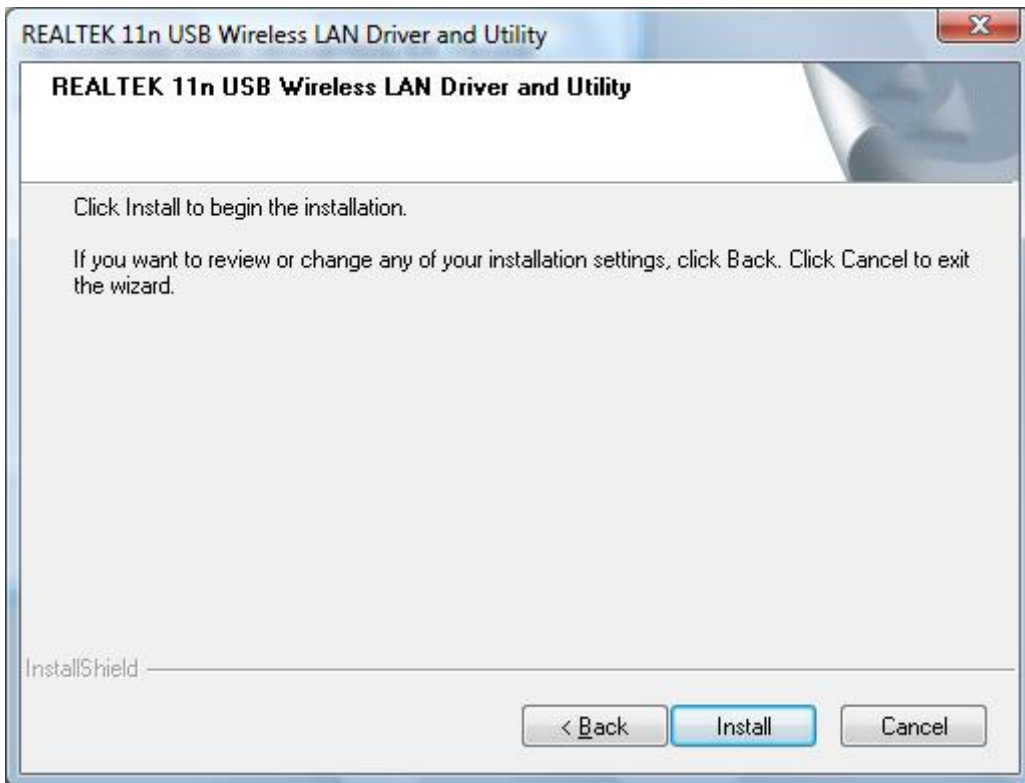 REALTEK 11n USB Wireless LAN Driver and Utility
REALTEK 11n USB Wireless LAN Driver and Utility
Click Install to begin the installation.
If you want to review or change any of your installation settings, click Back. Click Cancel to exit
the wizard.
InstallShield
< Back
Install
Cancel